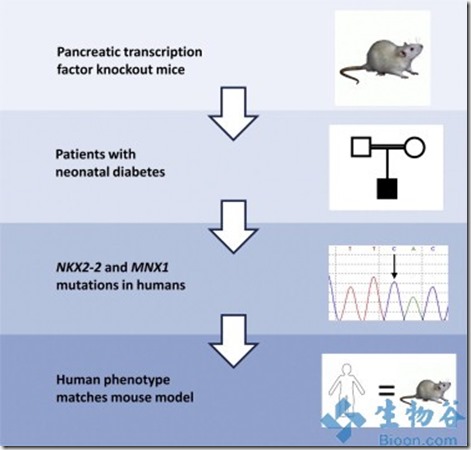 Pancreatic transcription
factor knockout mice
Patients with
neonatal diabetes
NKX2-2 and MNX1
mutations in humans
T T C A C
Human phenotype
matches mouse model
=
生物谷
Bioon.com